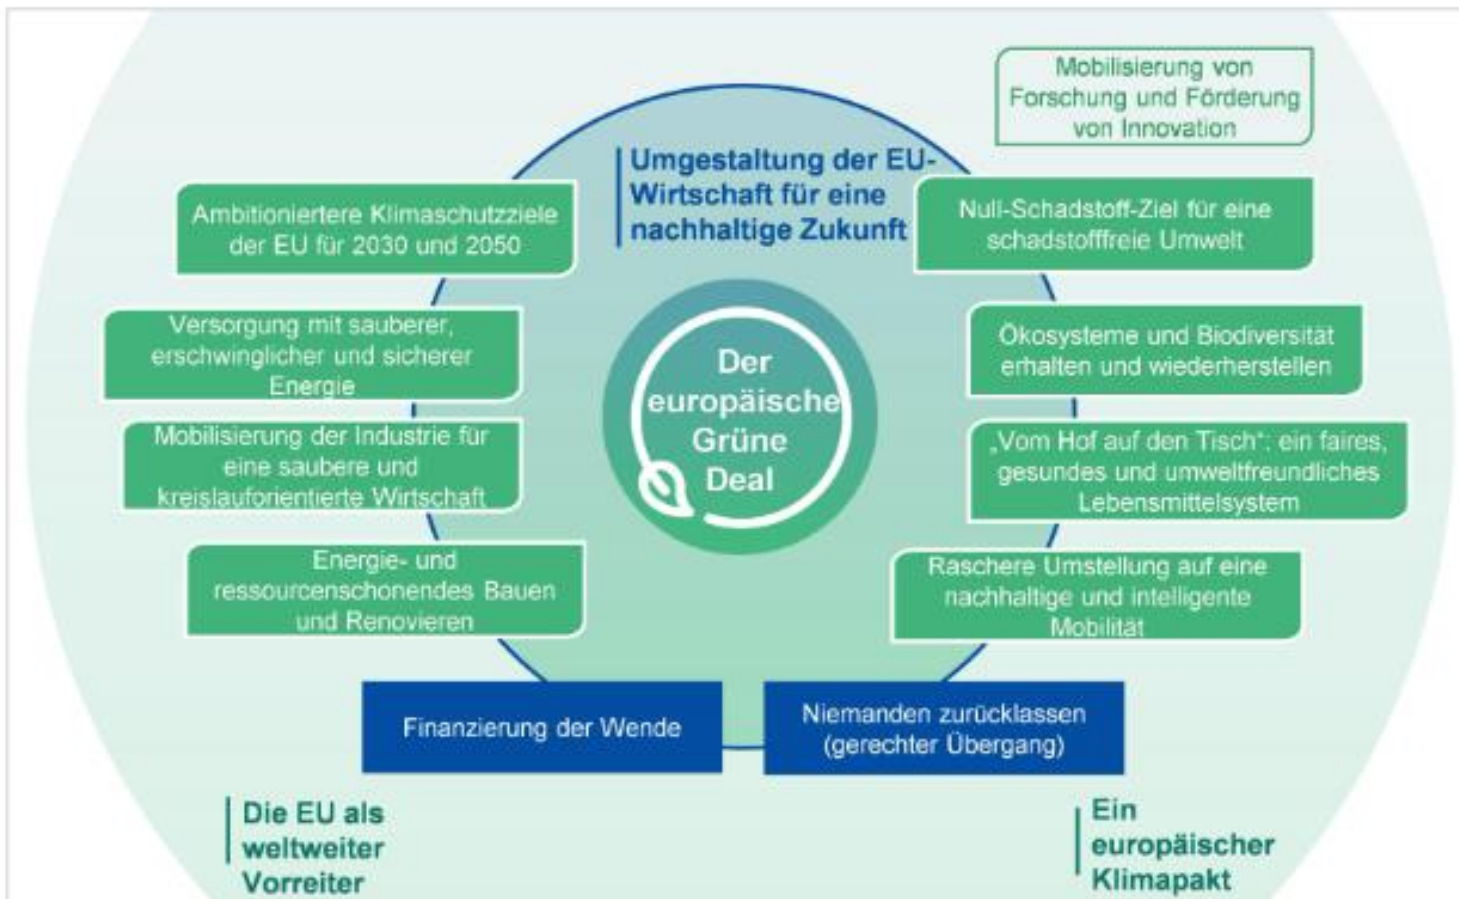 Mobilisierung von
Forschung und Förderung
von Innovation
Umgestaltung der EU-
Wirtschaft für eine
nachhaltige Zukunft
Ambitioniertere Klimaschutzziele
der EU für 2030 und 2050
Null-Schadstoff-Ziel für eine
schadstofffreie Umwelt
Versorgung mit sauberer,
erschwinglicher und sicherer
Energie
Ökosysteme und Biodiversität
erhalten und wiederherstellen
Der
europäische
Grüne
Deal
Mobilisierung der Industrie für
eine saubere und
kreislauforientierte Wirtschaft
„Vom Hof auf den Tisch“: ein faires,
gesundes und umweltfreundliches
Lebensmittelsystem
Energie- und
ressourcenschonendes Bauen
und Renovieren
Raschere Umstellung auf eine
nachhaltige und intelligente
Mobilität
Finanzierung der Wende
Niemanden zurücklassen
(gerechter Übergang)
Die EU als
weltweiter
Vorreiter
Ein
europäischer
Klimapakt